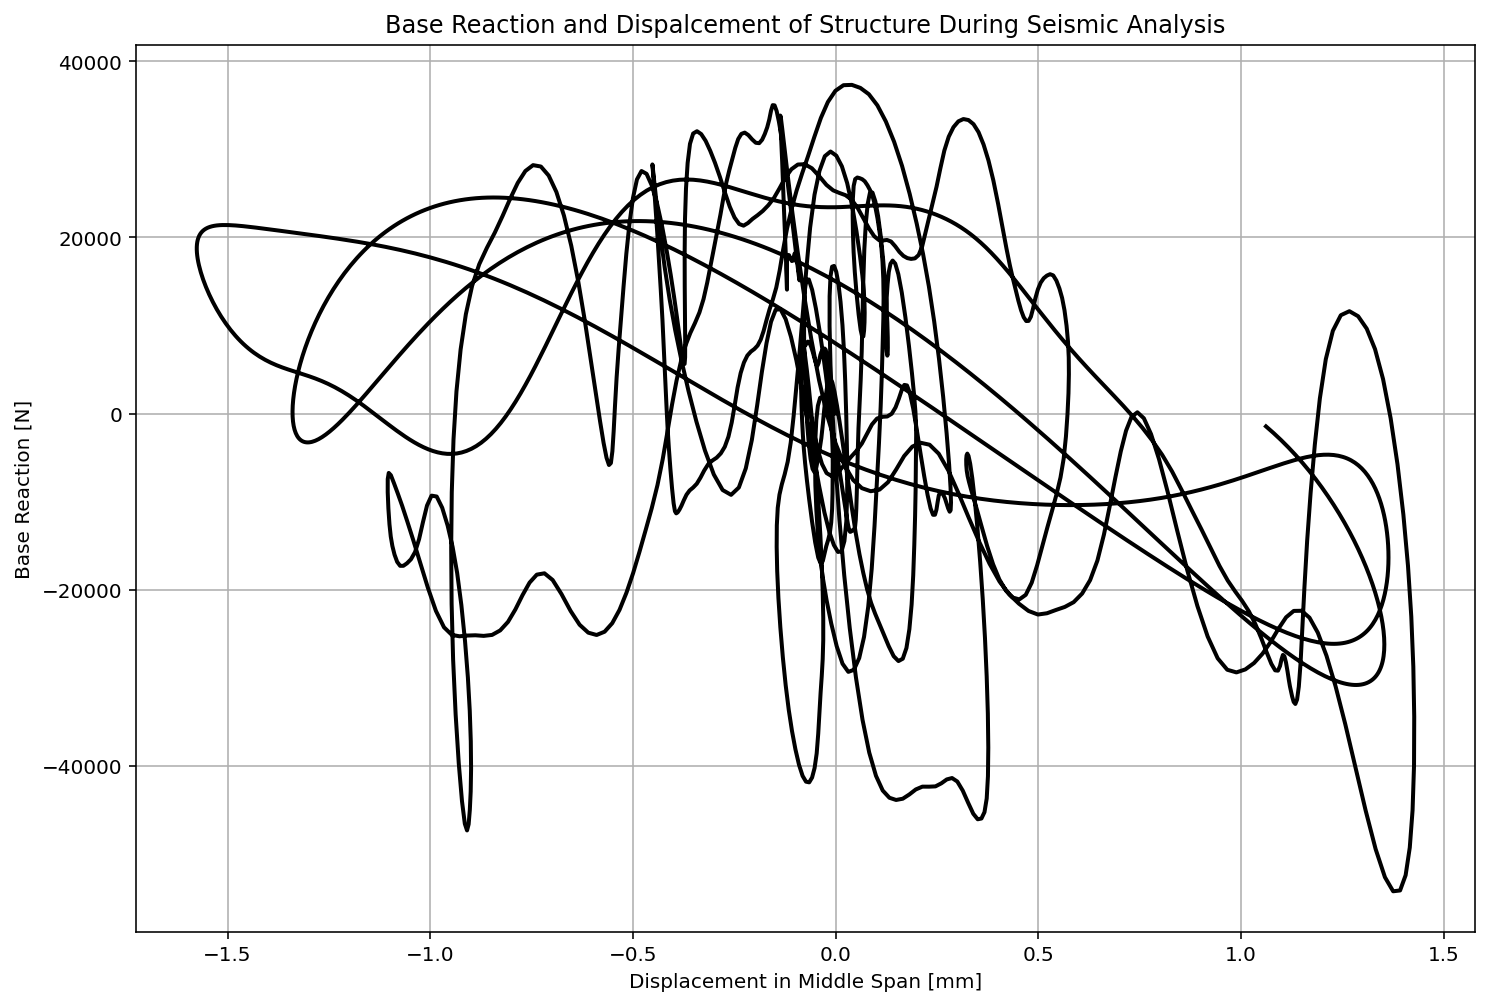 Base Reaction and Dispalcement of Structure During Seismic Analysis
Base Reaction [N]
40000
20000
0
−20000
−40000
−1.5 −1.0 −0.5 0.0 0.5 1.0 1.5
Displacement in Middle Span [mm]